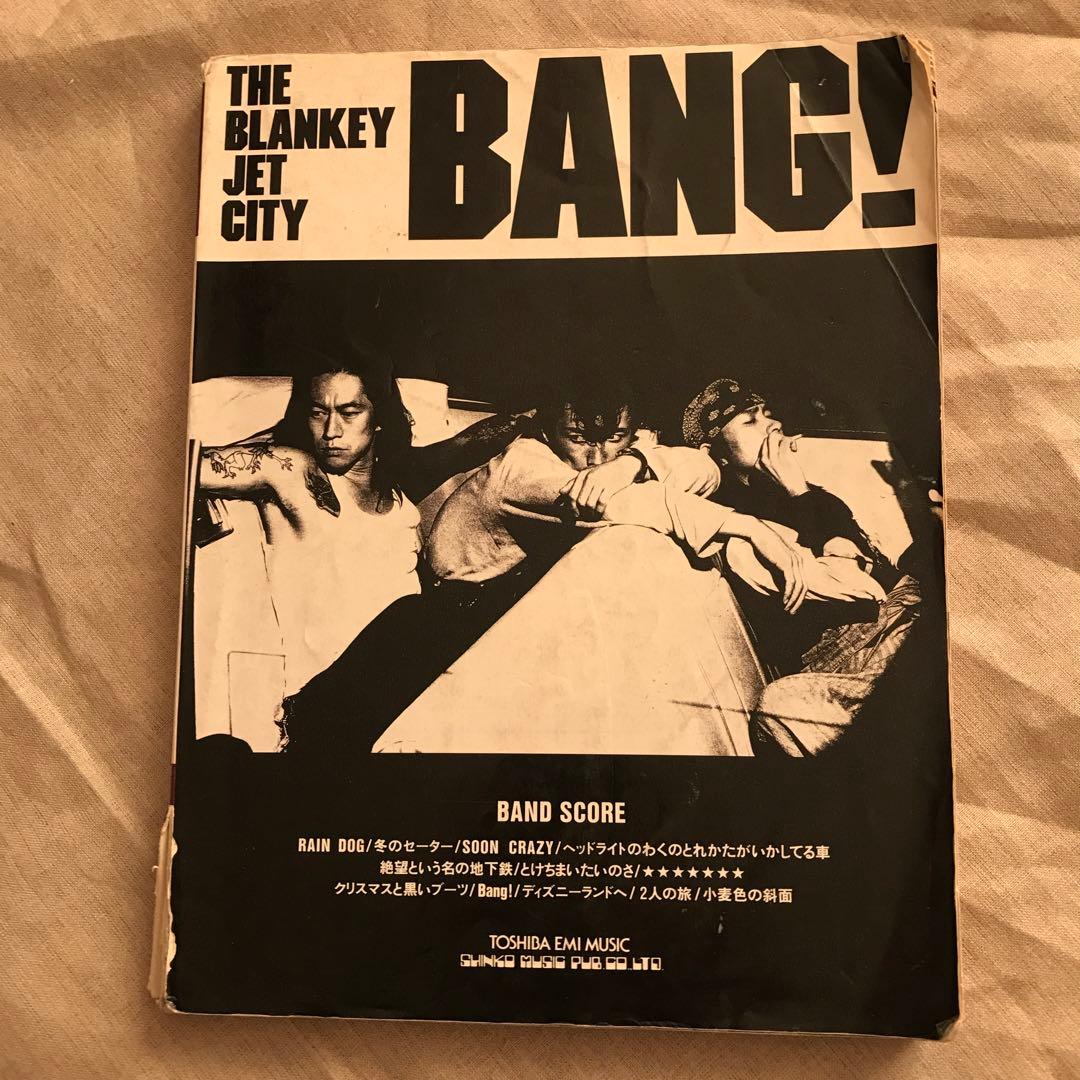 THE
BLANKEY
JET
CITY
BANG!
BAND SCORE
RAIN DOG/冬のセーター/SOON CRAZY/ヘッドライトのわくのとれかたがいかしてる車
絶望という名の地下鉄/とけちまいたいのさ/★★★★★★★
クリスマスと黒いブーツ/Bang!/ディズニーランドへ/2人の旅/小麦色の斜面
TOSHIBA EMI MUSIC
SHINKO MUSIC PUB.CO.,LTD.